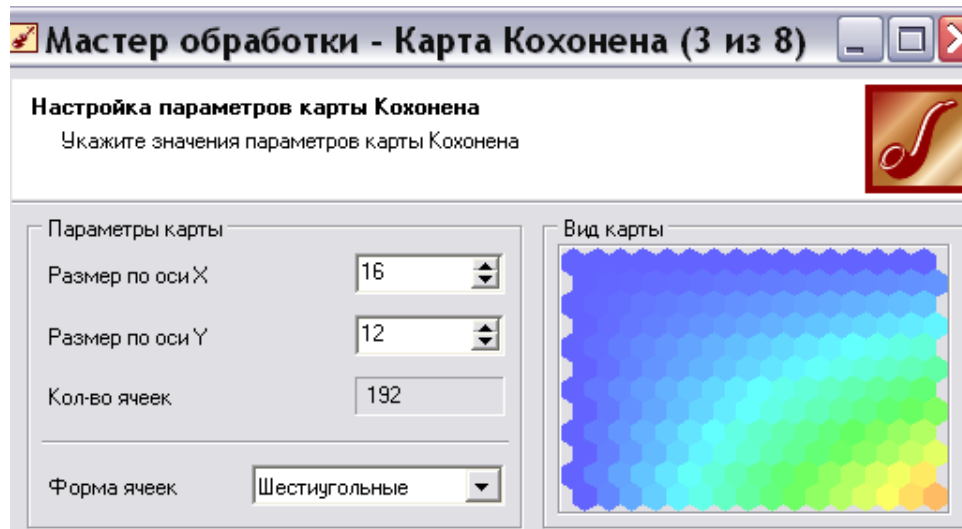 Мастер обработки - Карта Кохонена (3 из 8)
Настройка параметров карты Кохонена
Укажите значения параметров карты Кохонена
Параметры карты
Размер по оси X
16
Размер по оси Y
12
Кол-во ячеек
192
Форма ячеек
Шестиугольные
Вид карты